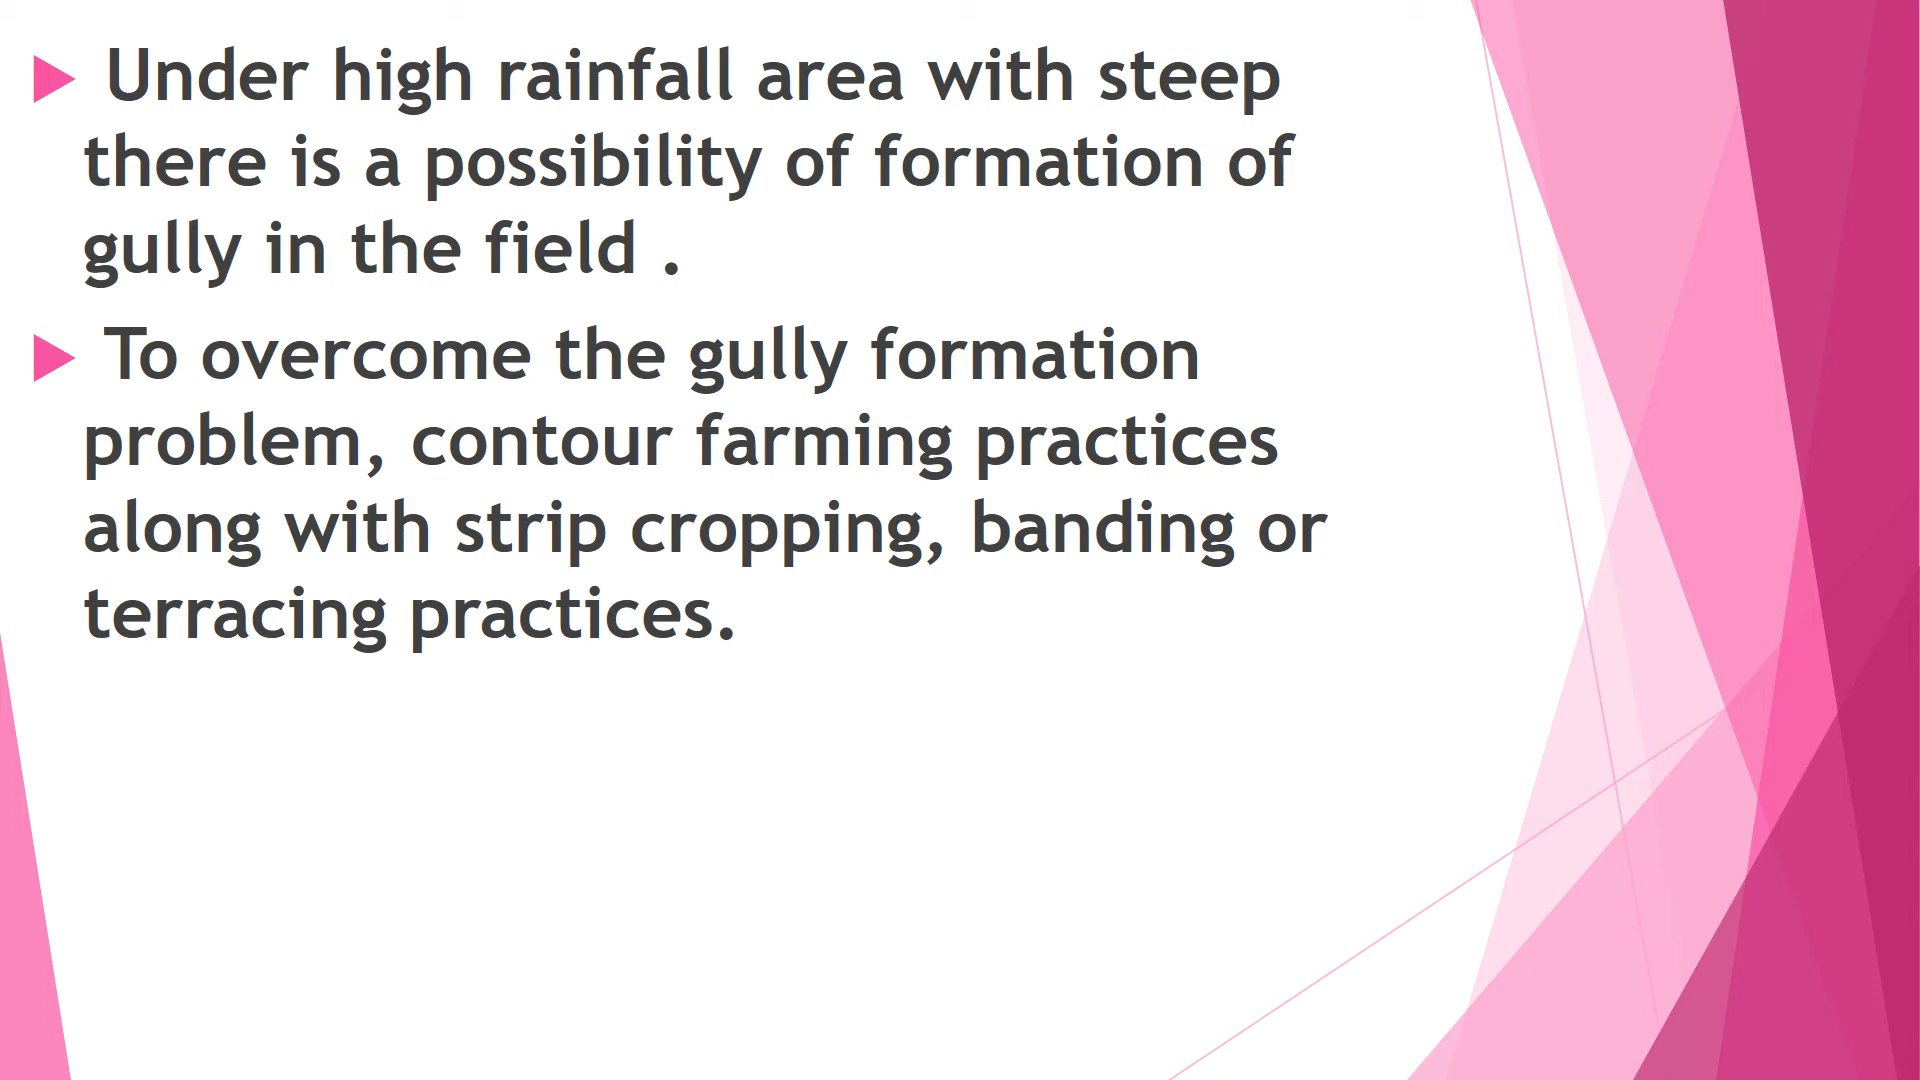 Under high rainfall area with steep
there is a possibility of formation of
gully in the field .
To overcome the gully formation
problem, contour farming practices
along with strip cropping, banding or
terracing practices.